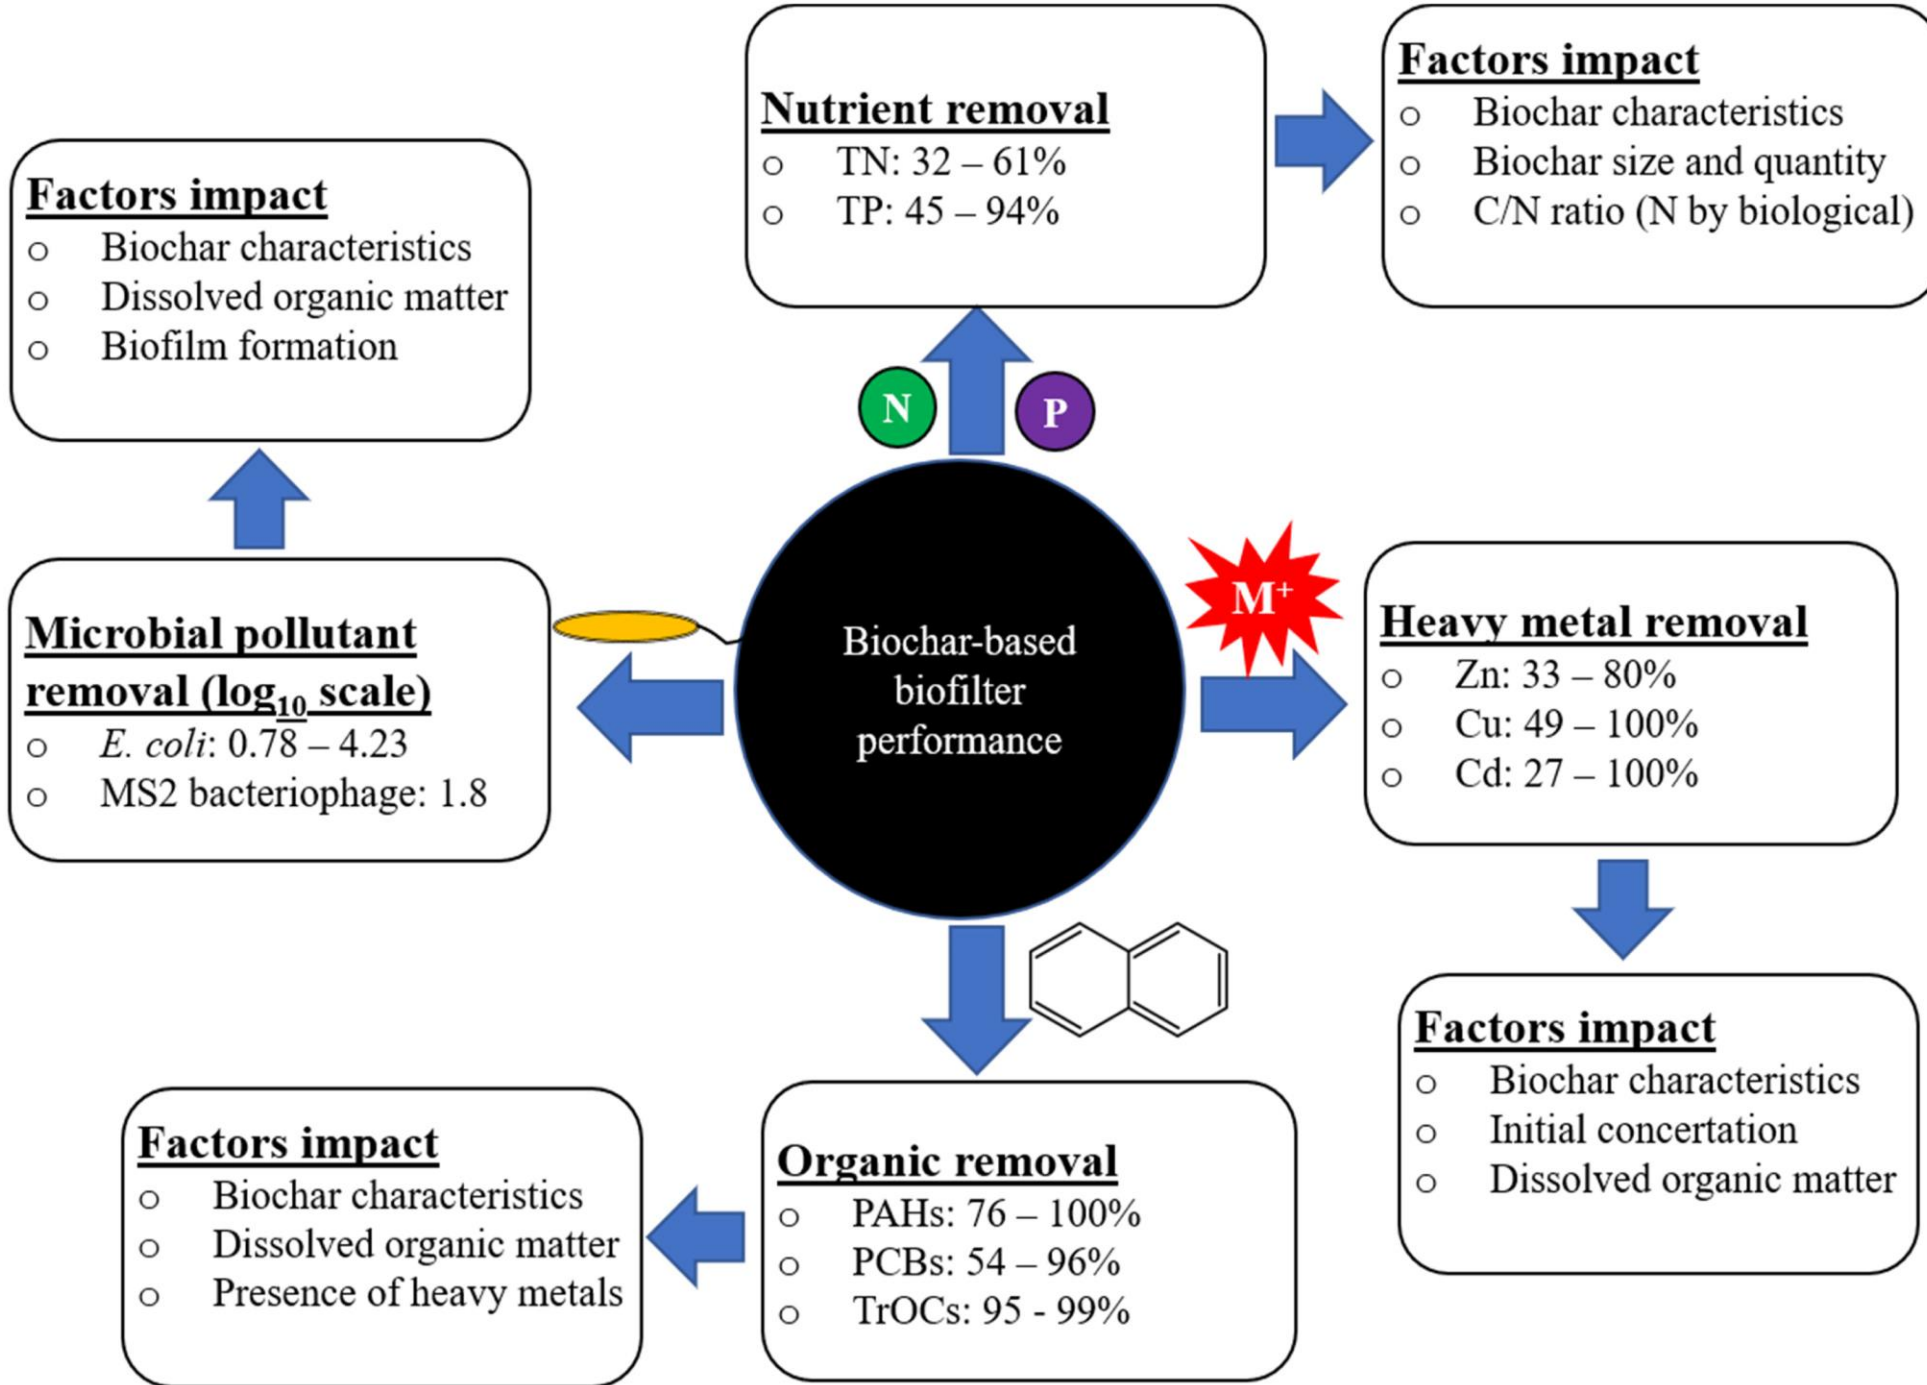 Nutrient removal
o TN: 32 – 61%
o TP: 45 – 94%
Factors impact
o Biochar characteristics
o Biochar size and quantity
o C/N ratio (N by biological)
Factors impact
o Biochar characteristics
o Dissolved organic matter
o Biofilm formation
N
P
Microbial pollutant
removal (log₁₀ scale)
o E. coli: 0.78 – 4.23
o MS2 bacteriophage: 1.8
Biochar-based
biofilter
performance
M⁺
Heavy metal removal
o Zn: 33 – 80%
o Cu: 49 – 100%
o Cd: 27 – 100%
Factors impact
o Biochar characteristics
o Initial concertation
o Dissolved organic matter
Organic removal
o PAHs: 76 – 100%
o PCBs: 54 – 96%
o TrOCs: 95 - 99%
Factors impact
o Biochar characteristics
o Dissolved organic matter
o Presence of heavy metals